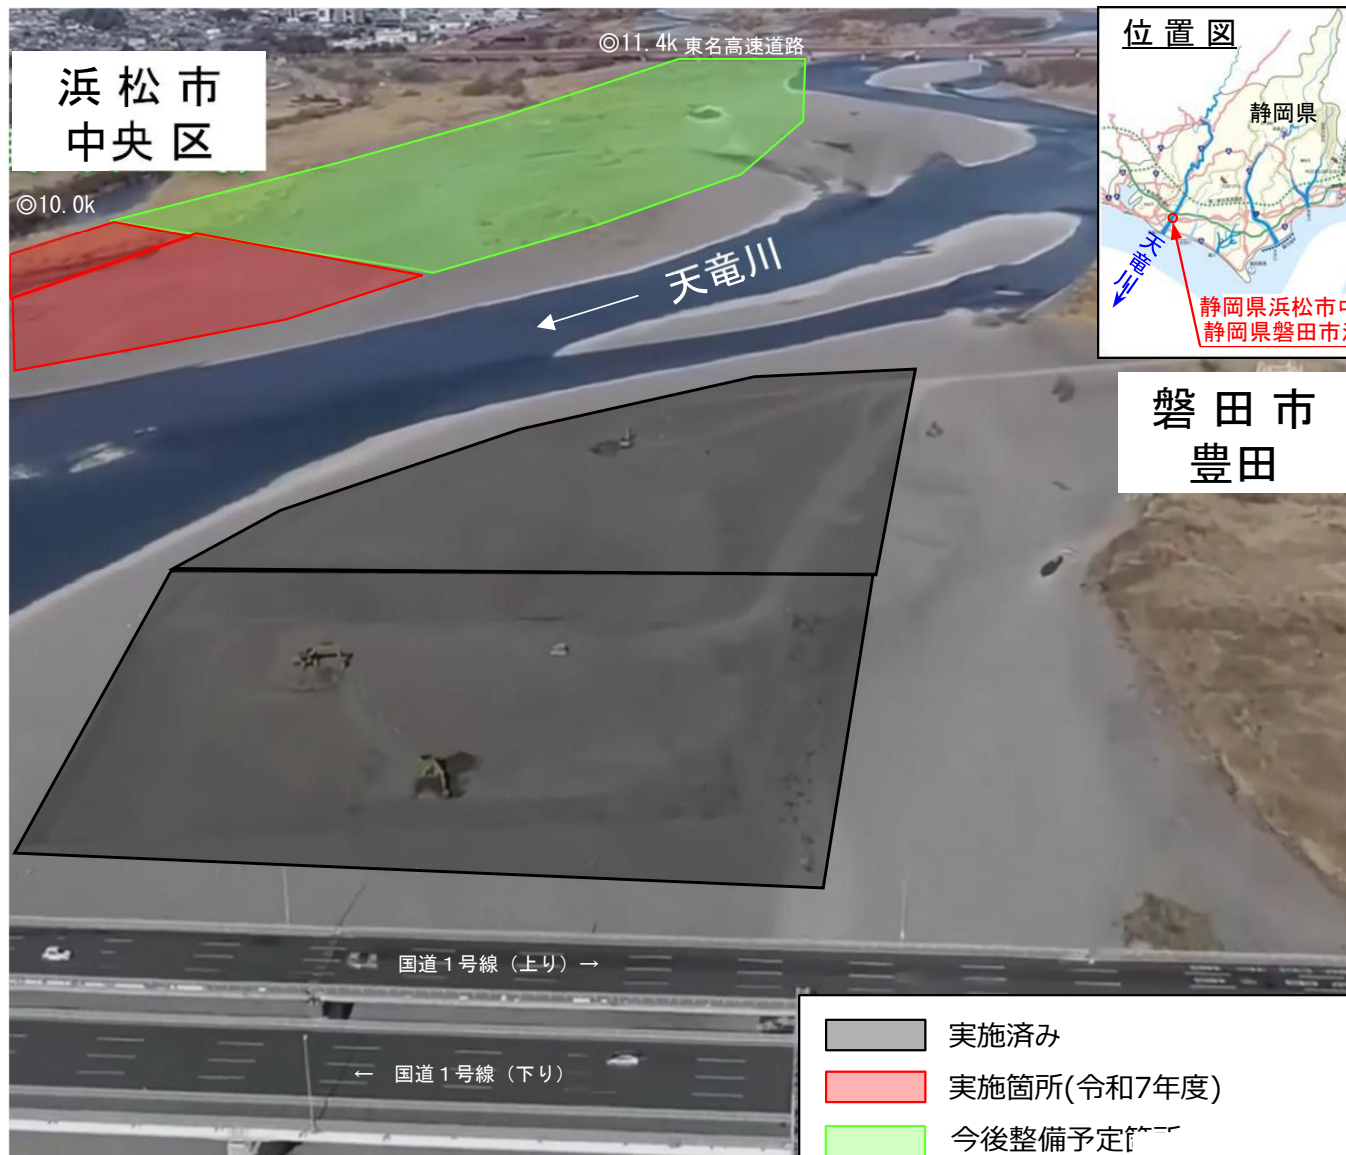 浜松市
中央区
◎11.4k 東名高速道路
◎10.0k
天竜川
位置図
静岡県
天竜川
静岡県浜松市
静岡県磐田市
磐田市
豊田
国道1号線（上り）→
← 国道1号線（下り）
実施済み
実施箇所(令和7年度)
今後整備予定